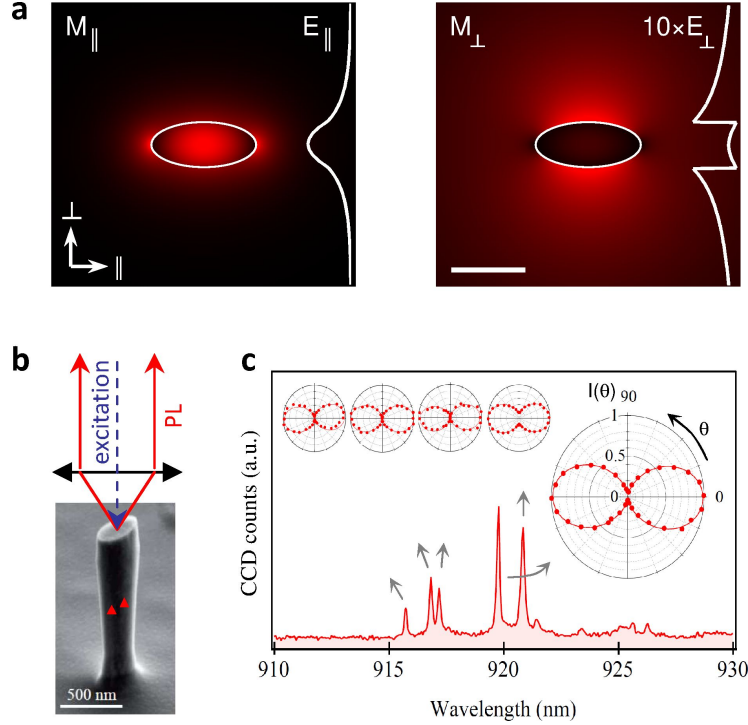 a
M∥
E∥
M⊥
10×E⊥
⊥
∥
b
excitation
PL
500 nm
c
CCD counts (a.u.)
I(θ)
90
1
θ
0.5
0
0
910
915
920
925
930
Wavelength (nm)